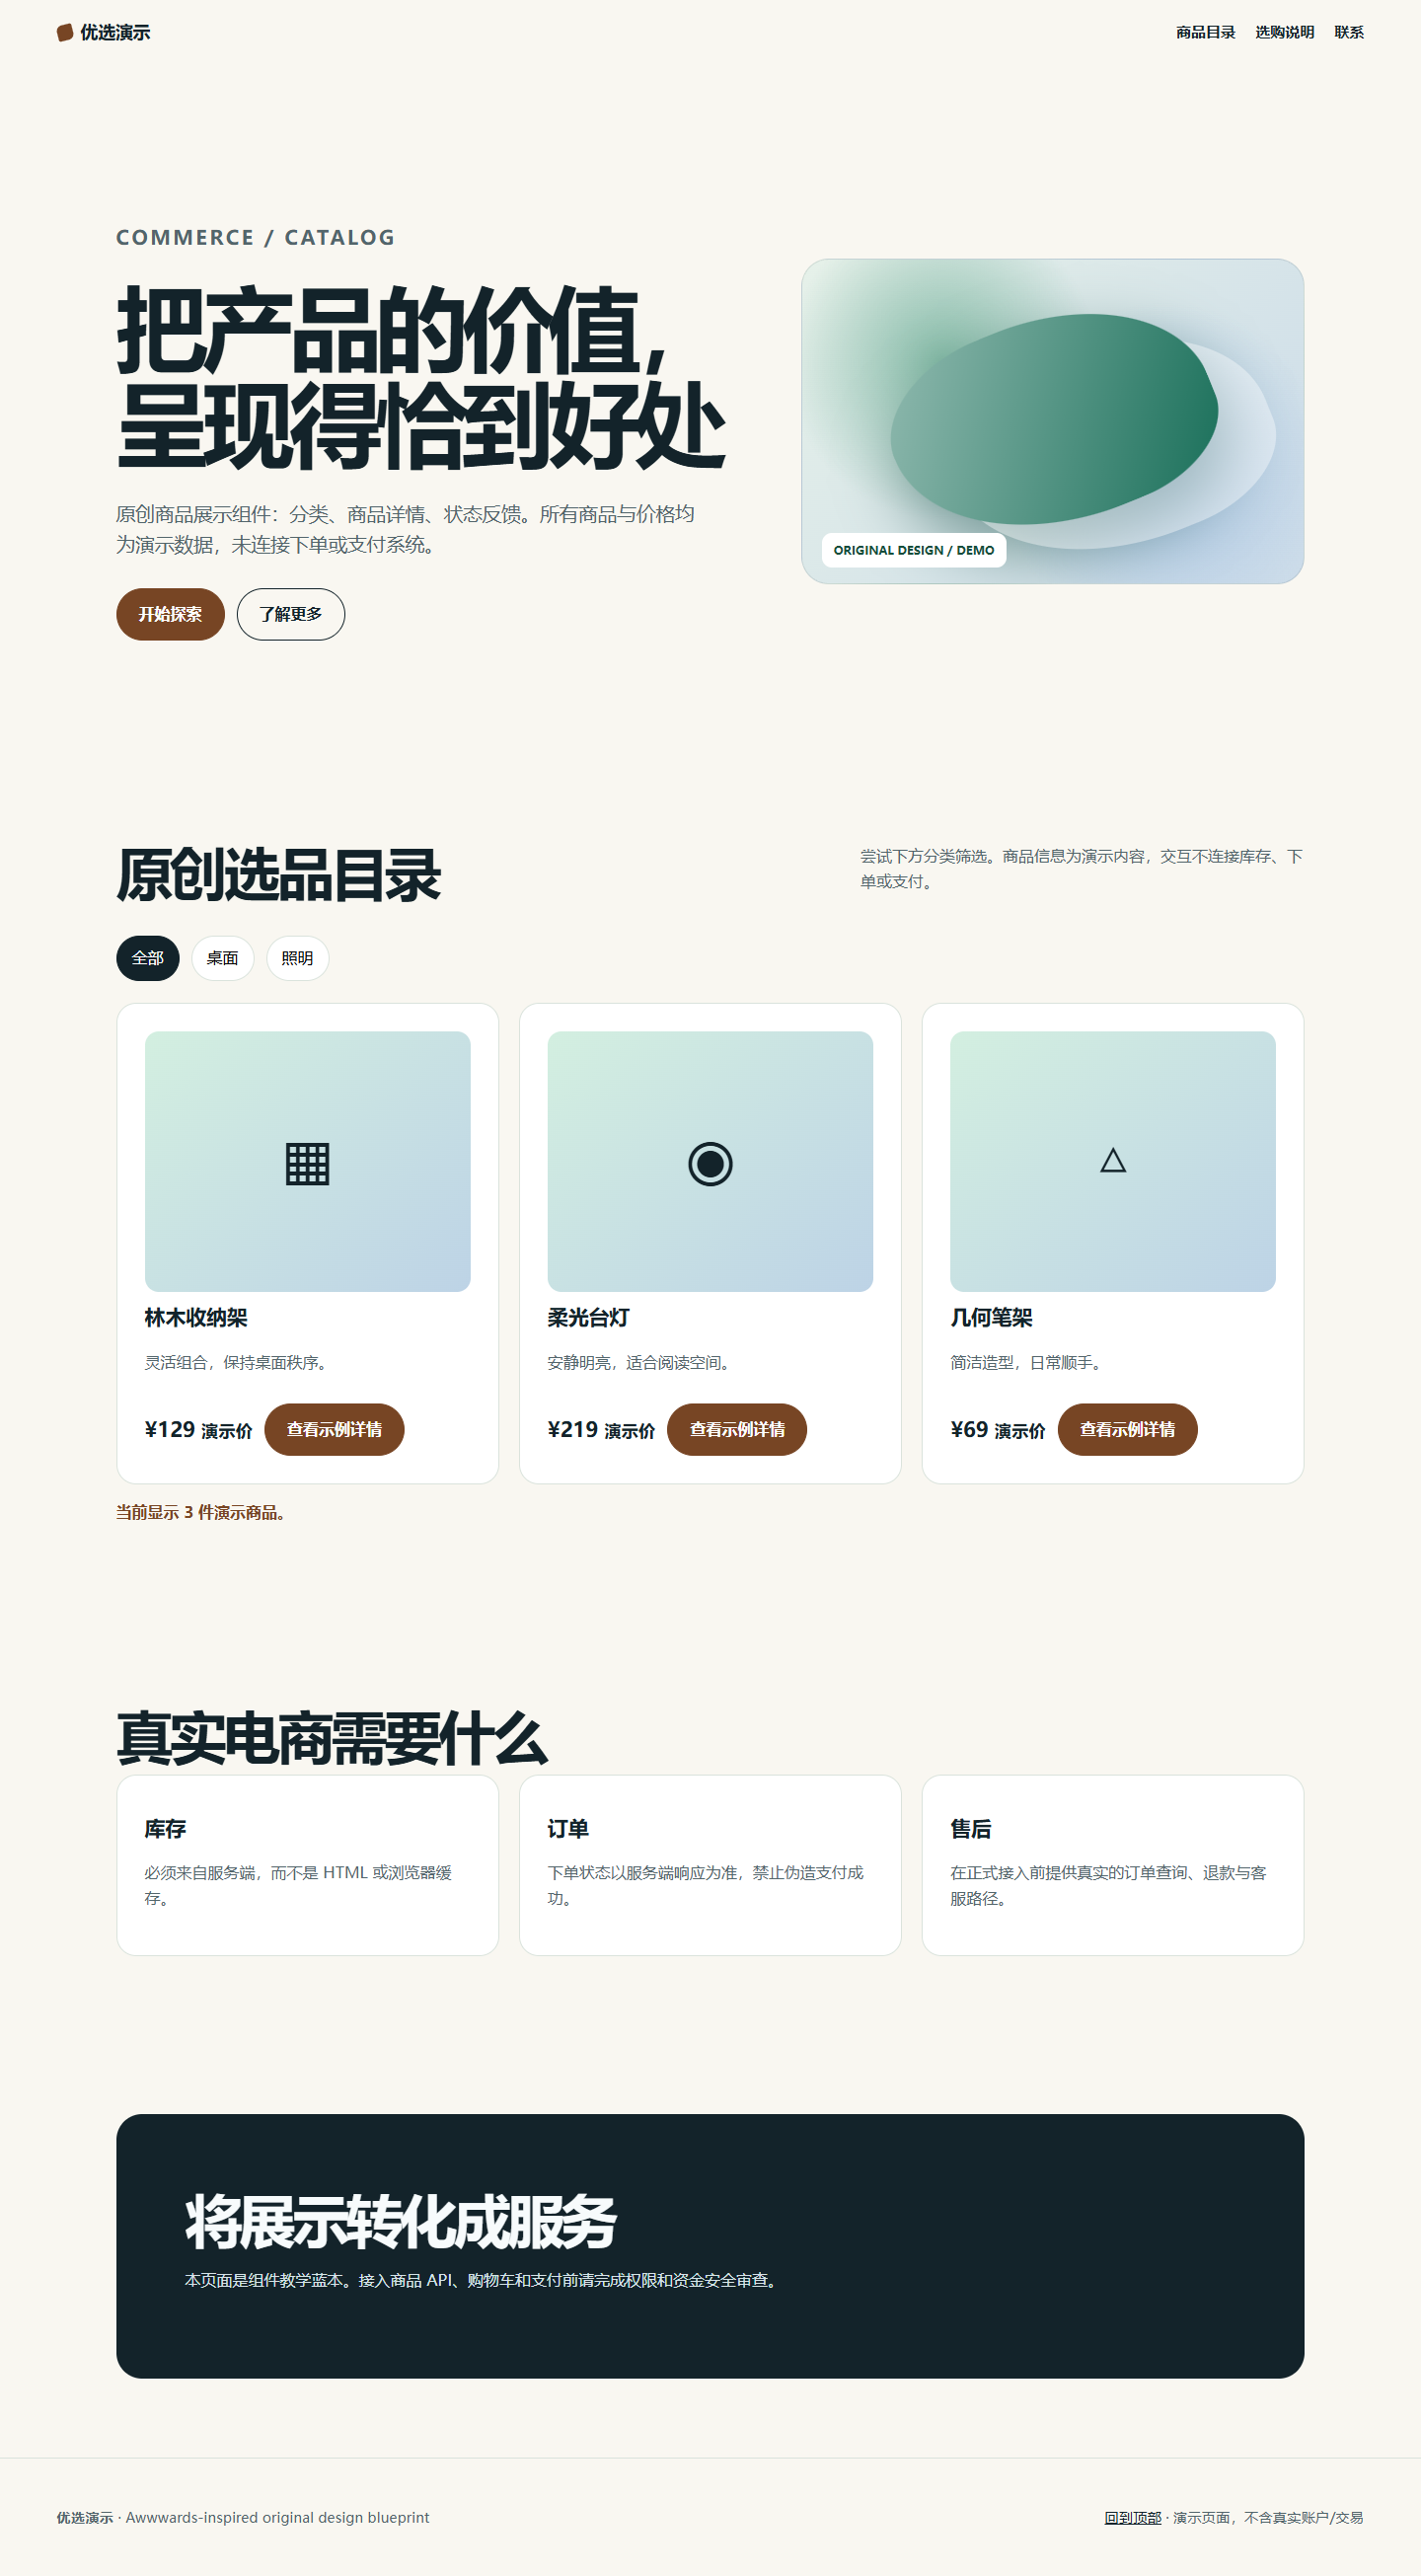 优选演示
商品目录 选购说明 联系
COMMERCE / CATALOG
把产品的价值，
呈现得恰到好处
原创商品展示组件：分类、商品详情、状态反馈。所有商品与价格均
为演示数据，未连接下单或支付系统。
开始探索 了解更多
ORIGINAL DESIGN / DEMO
原创选品目录
尝试下方分类筛选。商品信息为演示内容，交互不连接库存、下
单或支付。
全部 桌面 照明
林木收纳架
灵活组合，保持桌面秩序。
¥129 演示价 查看示例详情
柔光台灯
安静明亮，适合阅读空间。
¥219 演示价 查看示例详情
几何笔架
简洁造型，日常顺手。
¥69 演示价 查看示例详情
当前显示 3 件演示商品。
真实电商需要什么
库存
必须来自服务端，而不是 HTML 或浏览器缓
存。
订单
下单状态以服务端响应为准，禁止伪造支付成
功。
售后
在正式接入前提供真实的订单查询、退款与客
服路径。
将展示转化成服务
本页面是组件教学蓝本。接入商品 API、购物车和支付前请完成权限和资金安全审查。
优选演示 · Awwwards-inspired original design blueprint
回到顶部 · 演示页面，不含真实账户/交易